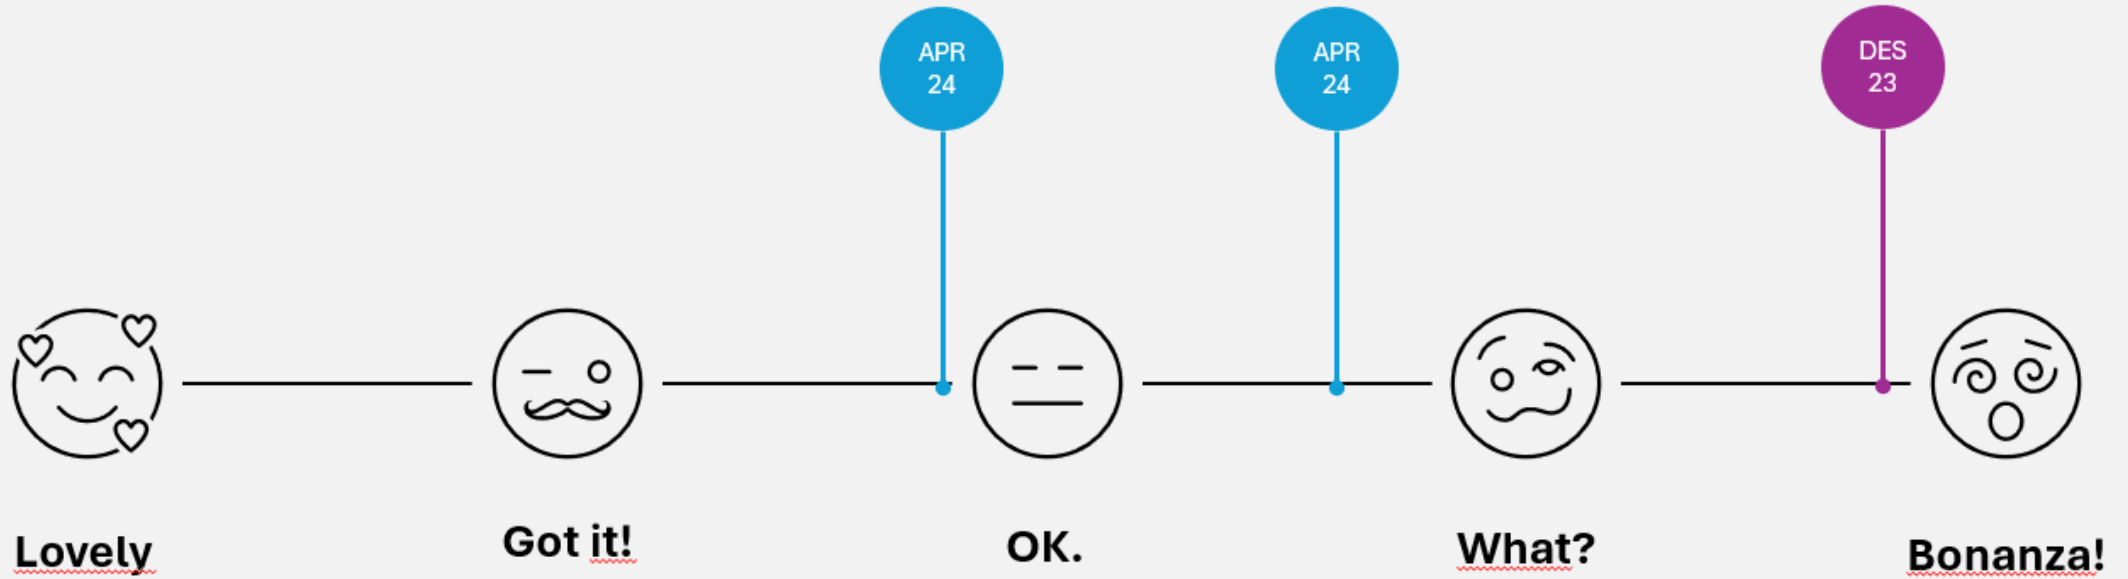 APR
24
APR
24
DES
23
Lovely
Got it!
OK.
What?
Bonanza!